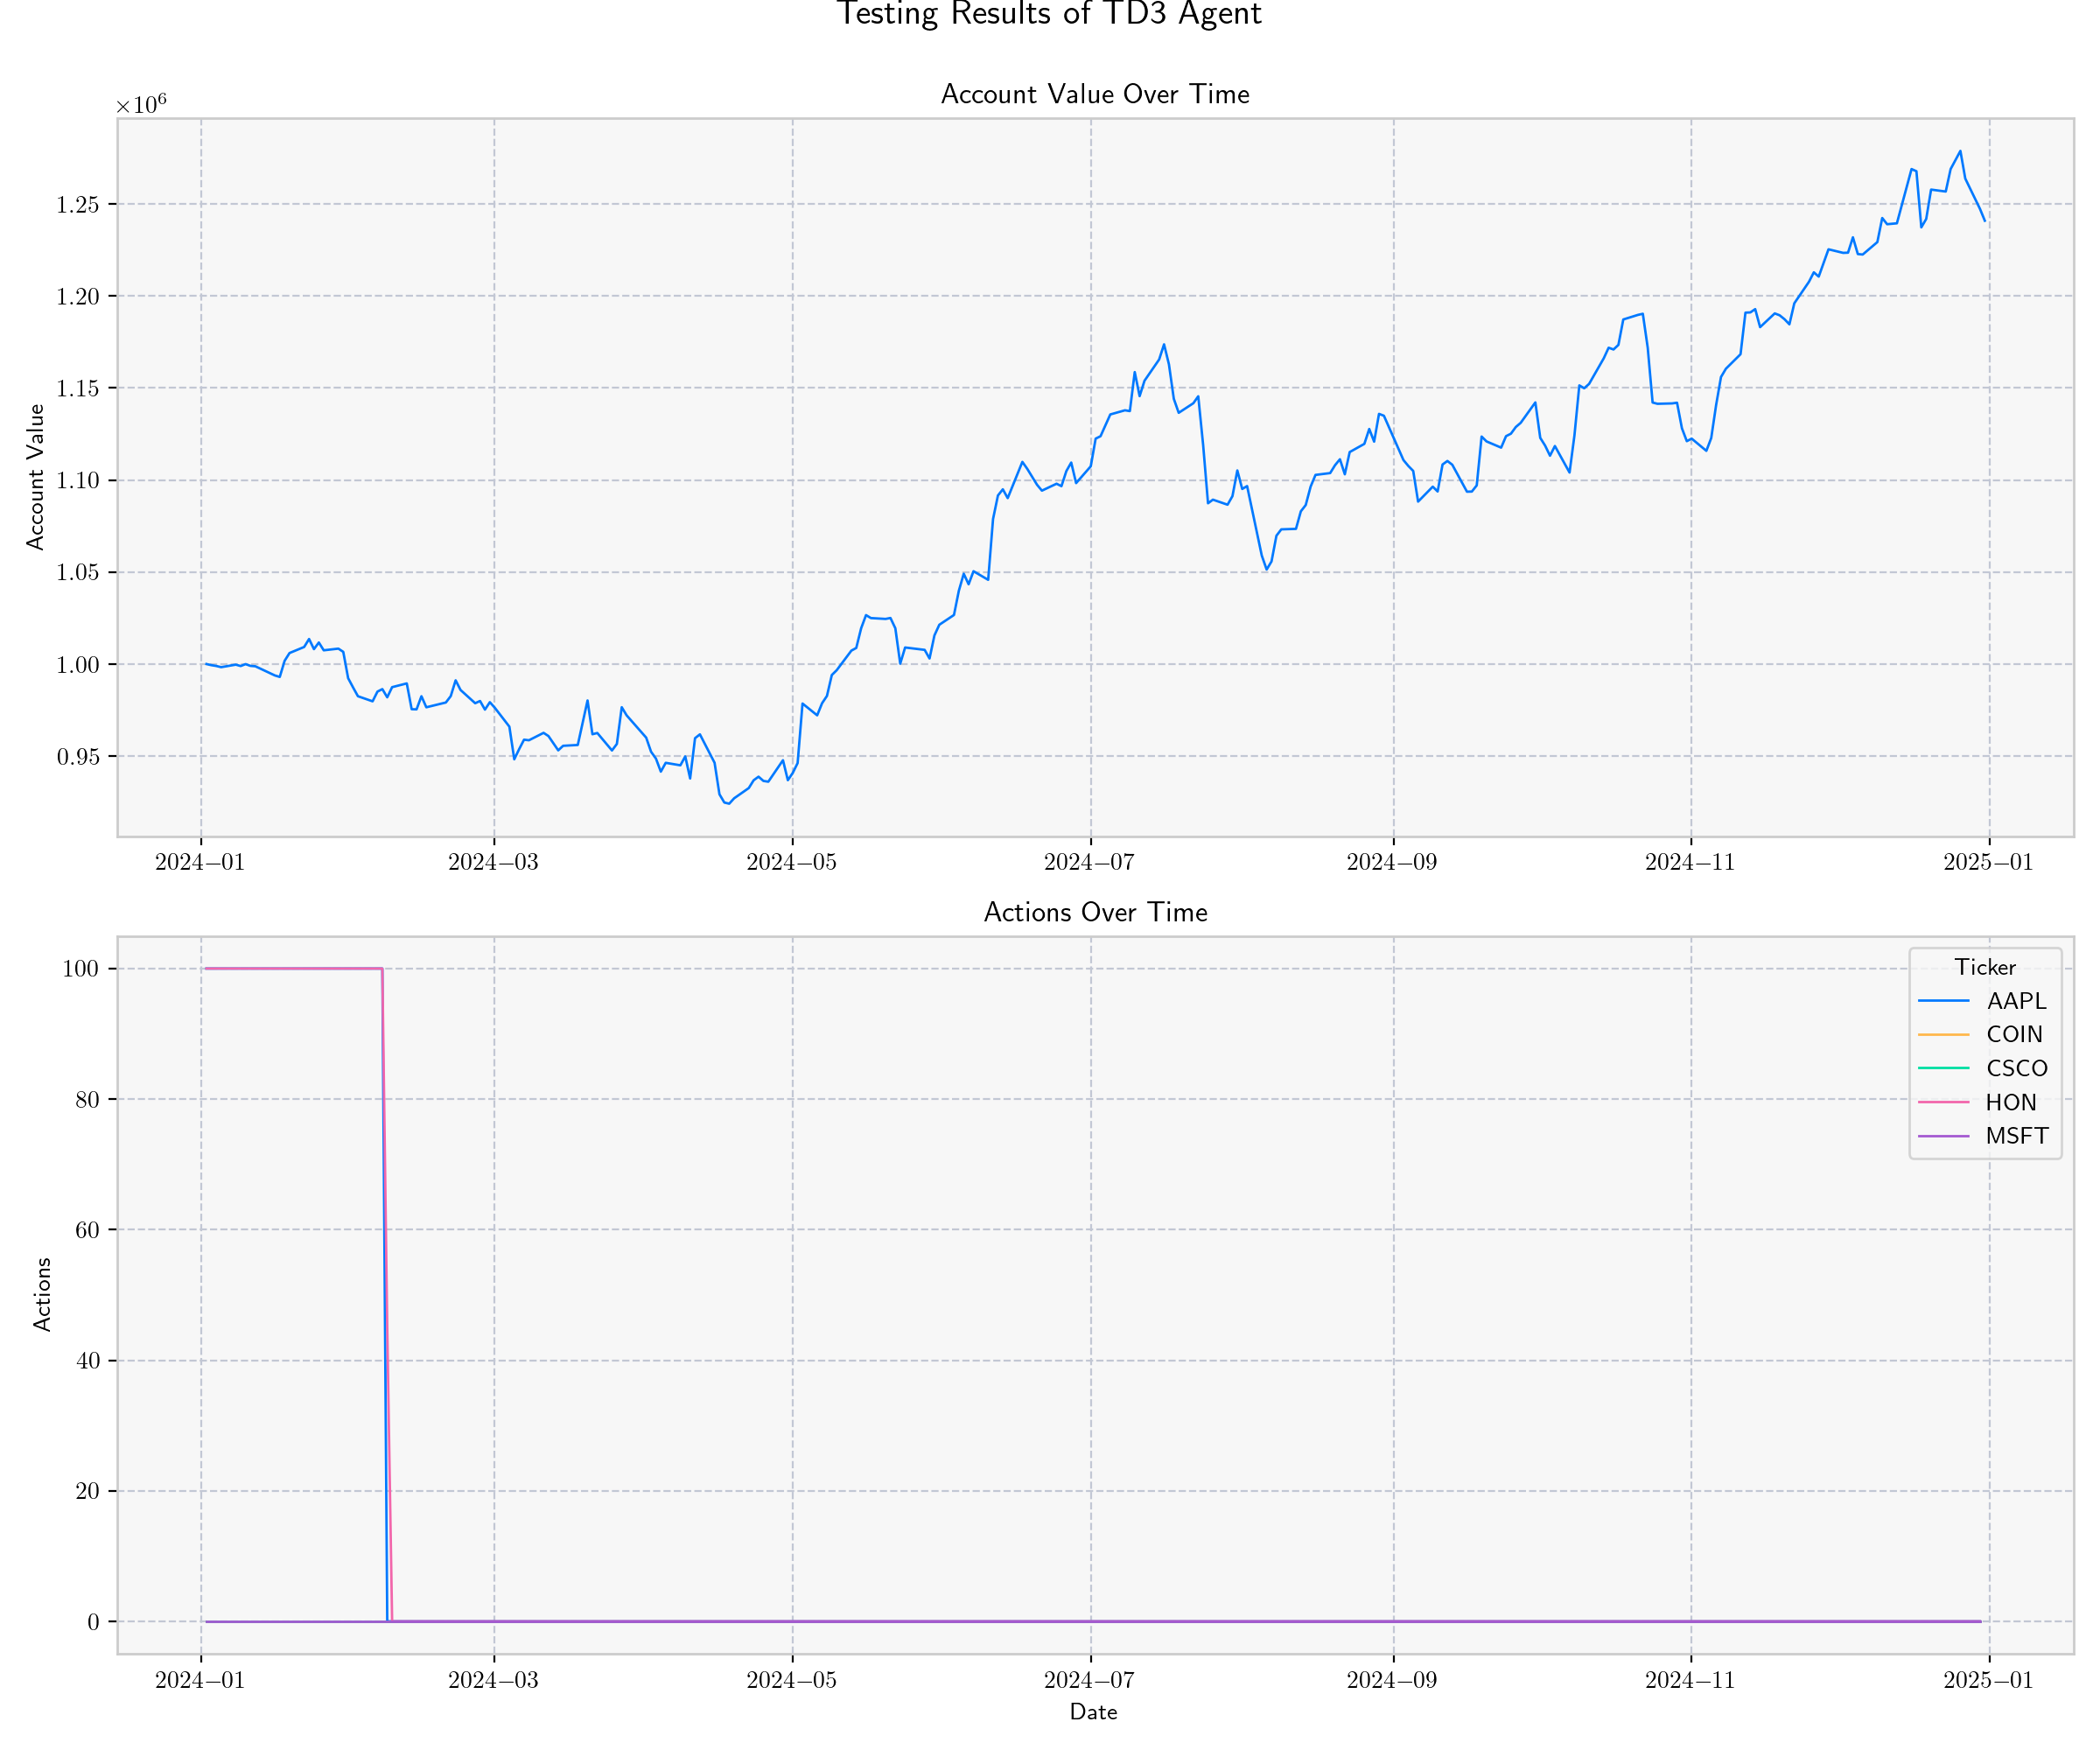 Testing Results of TD3 Agent
Account Value Over Time
×10⁶
Account Value
1.25
1.20
1.15
1.10
1.05
1.00
0.95
2024−01 2024−03 2024−05 2024−07 2024−09 2024−11 2025−01
Actions Over Time
Actions
100
80
60
40
20
0
Ticker
AAPL
COIN
CSCO
HON
MSFT
2024−01 2024−03 2024−05 2024−07 2024−09 2024−11 2025−01
Date